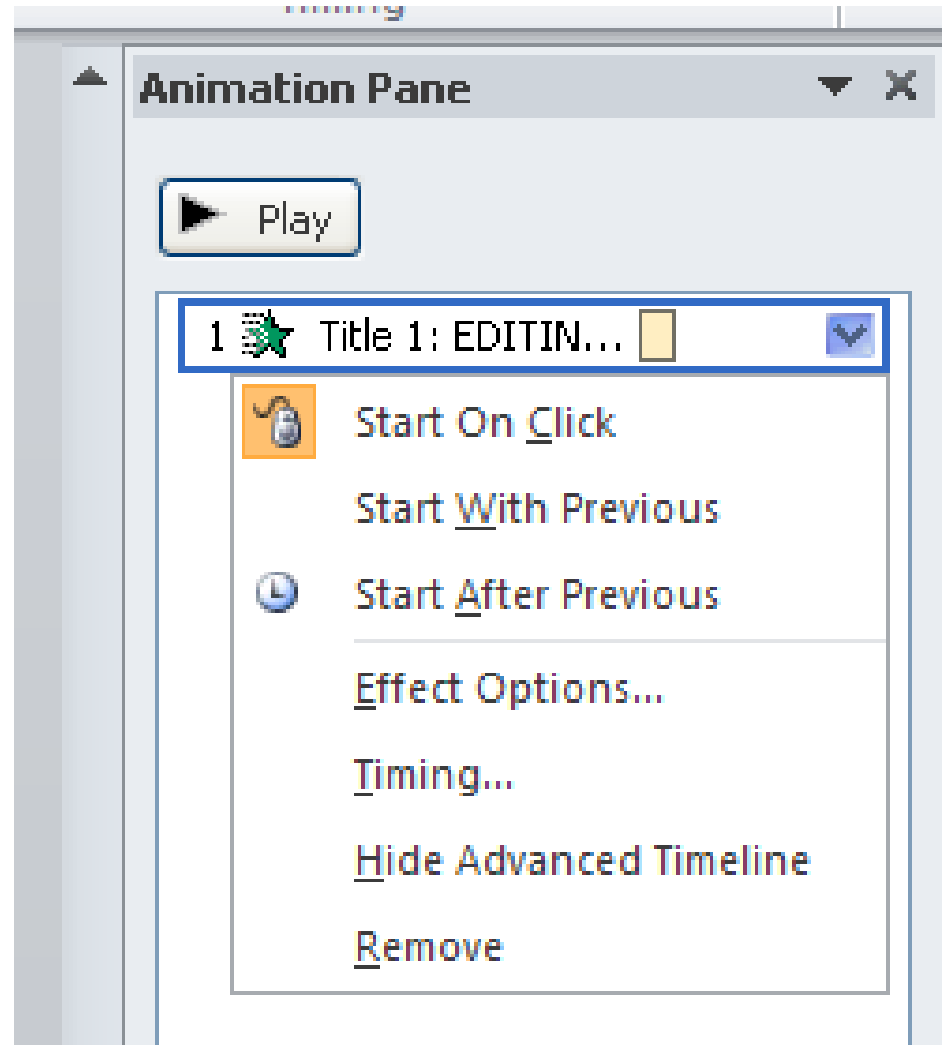 Timing
Animation Pane
Play
1 Title 1: EDITIN...
Start On Click
Start With Previous
Start After Previous
Effect Options...
Timing...
Hide Advanced Timeline
Remove